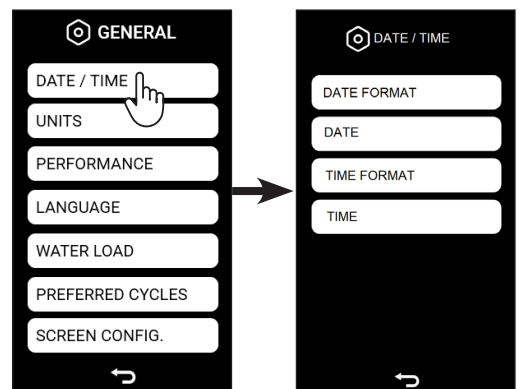 GENERAL
DATE / TIME
UNITS
PERFORMANCE
LANGUAGE
WATER LOAD
PREFERRED CYCLES
SCREEN CONFIG.
DATE / TIME
DATE FORMAT
DATE
TIME FORMAT
TIME